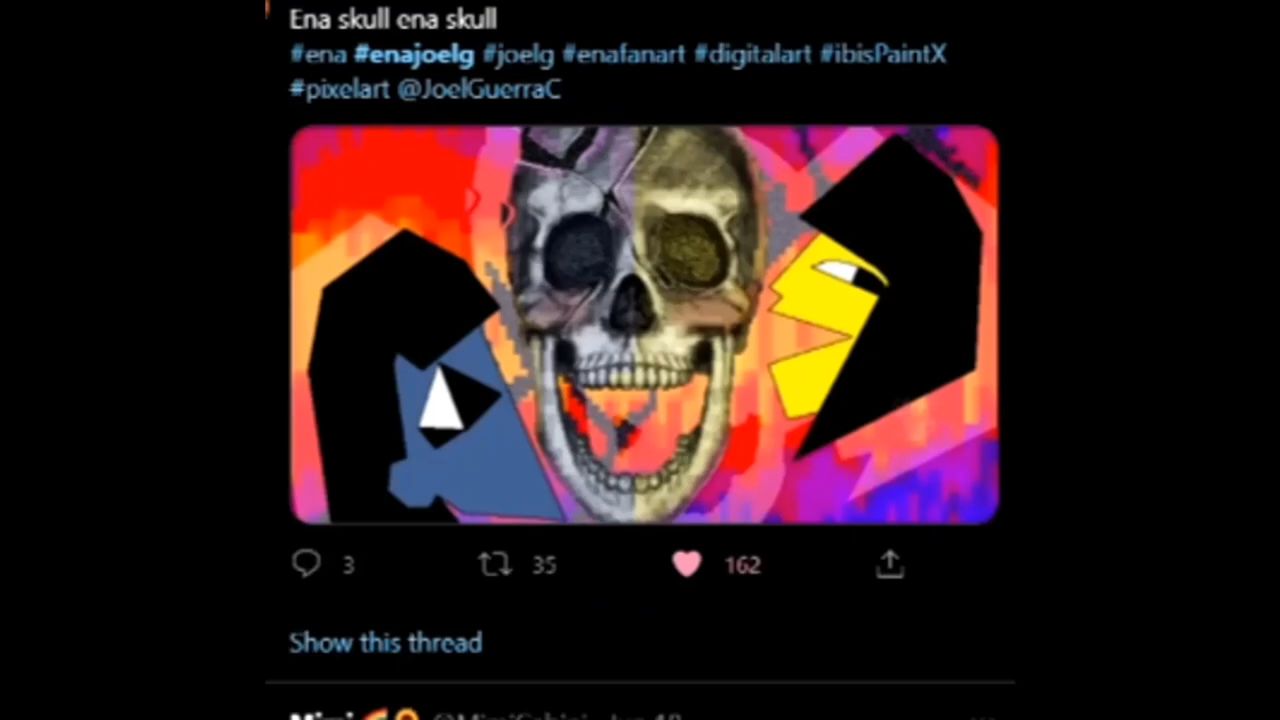 Ena skull ena skull
#ena #enajoelg #joelg #enafanart #digitalart #ibisPaintX
#pixelart @JoelGuerraC
3 35 162
Show this thread